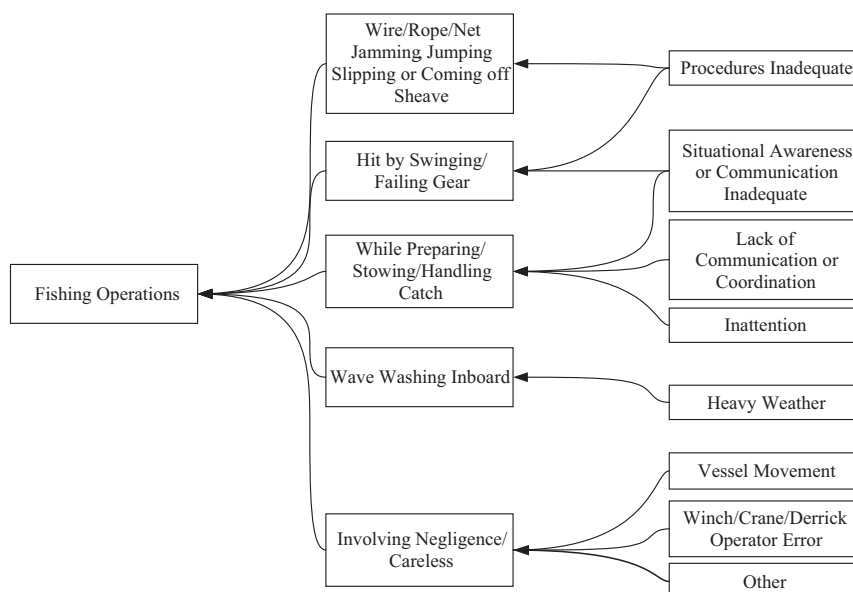 Wire/Rope/Net
Jamming, Jumping,
Slipping or Coming off
Sheave
Procedures Inadequate
Hit by Swinging/
Failing Gear
Situational Awareness
or Communication
Inadequate
While Preparing/
Stowing/Handling
Catch
Lack of
Communication or
Coordination
Fishing Operations
Inattention
Wave Washing Inboard
Heavy Weather
Vessel Movement
Involving Negligence/
Careless
Winch/Crane/Derrick
Operator Error
Other